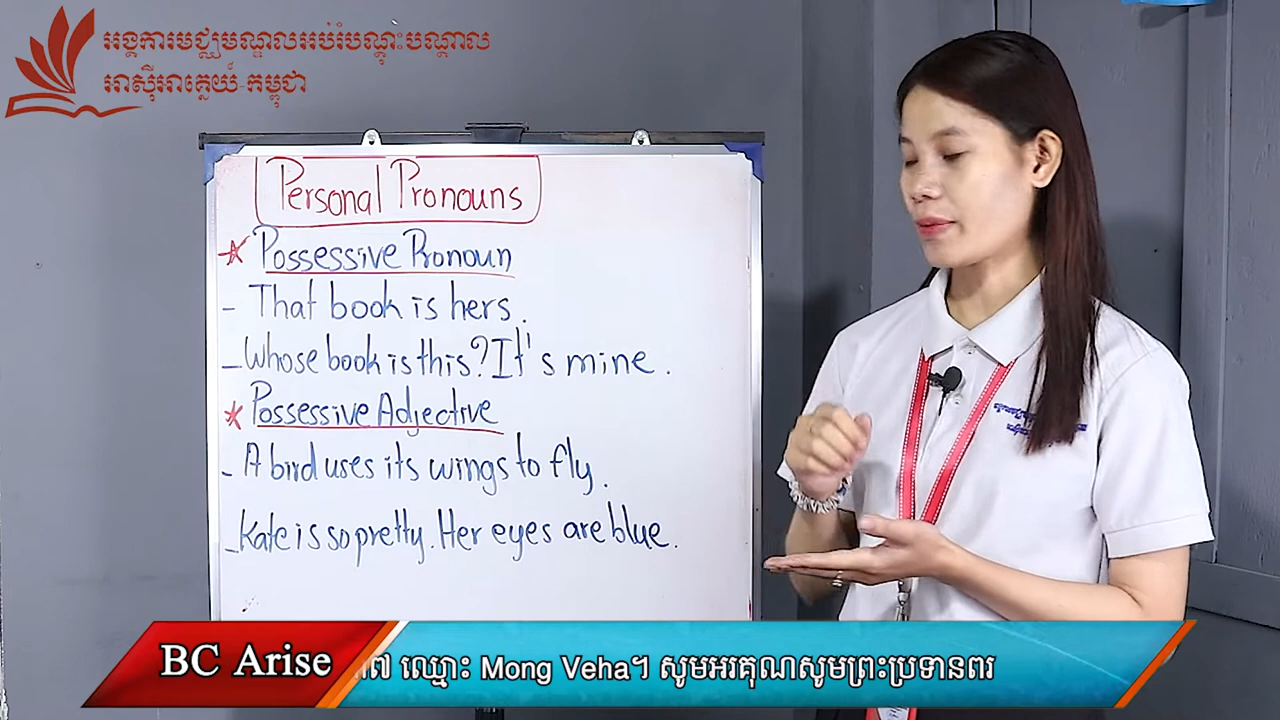 អង្គការមជ្ឈមណ្ឌលអប់រំបណ្តុះបណ្តាល
អាស៊ីអាគ្នេយ៍-កម្ពុជា
Personal Pronouns
Possessive Pronoun
- That book is hers.
- Whose book is this? It's mine.
Possessive Adjective
- A bird uses its wings to fly.
- Kate is so pretty. Her eyes are blue.
BC Arise
ឈ្មោះ Mong Veha។ សូមអរគុណសូមព្រះប្រទានពរ